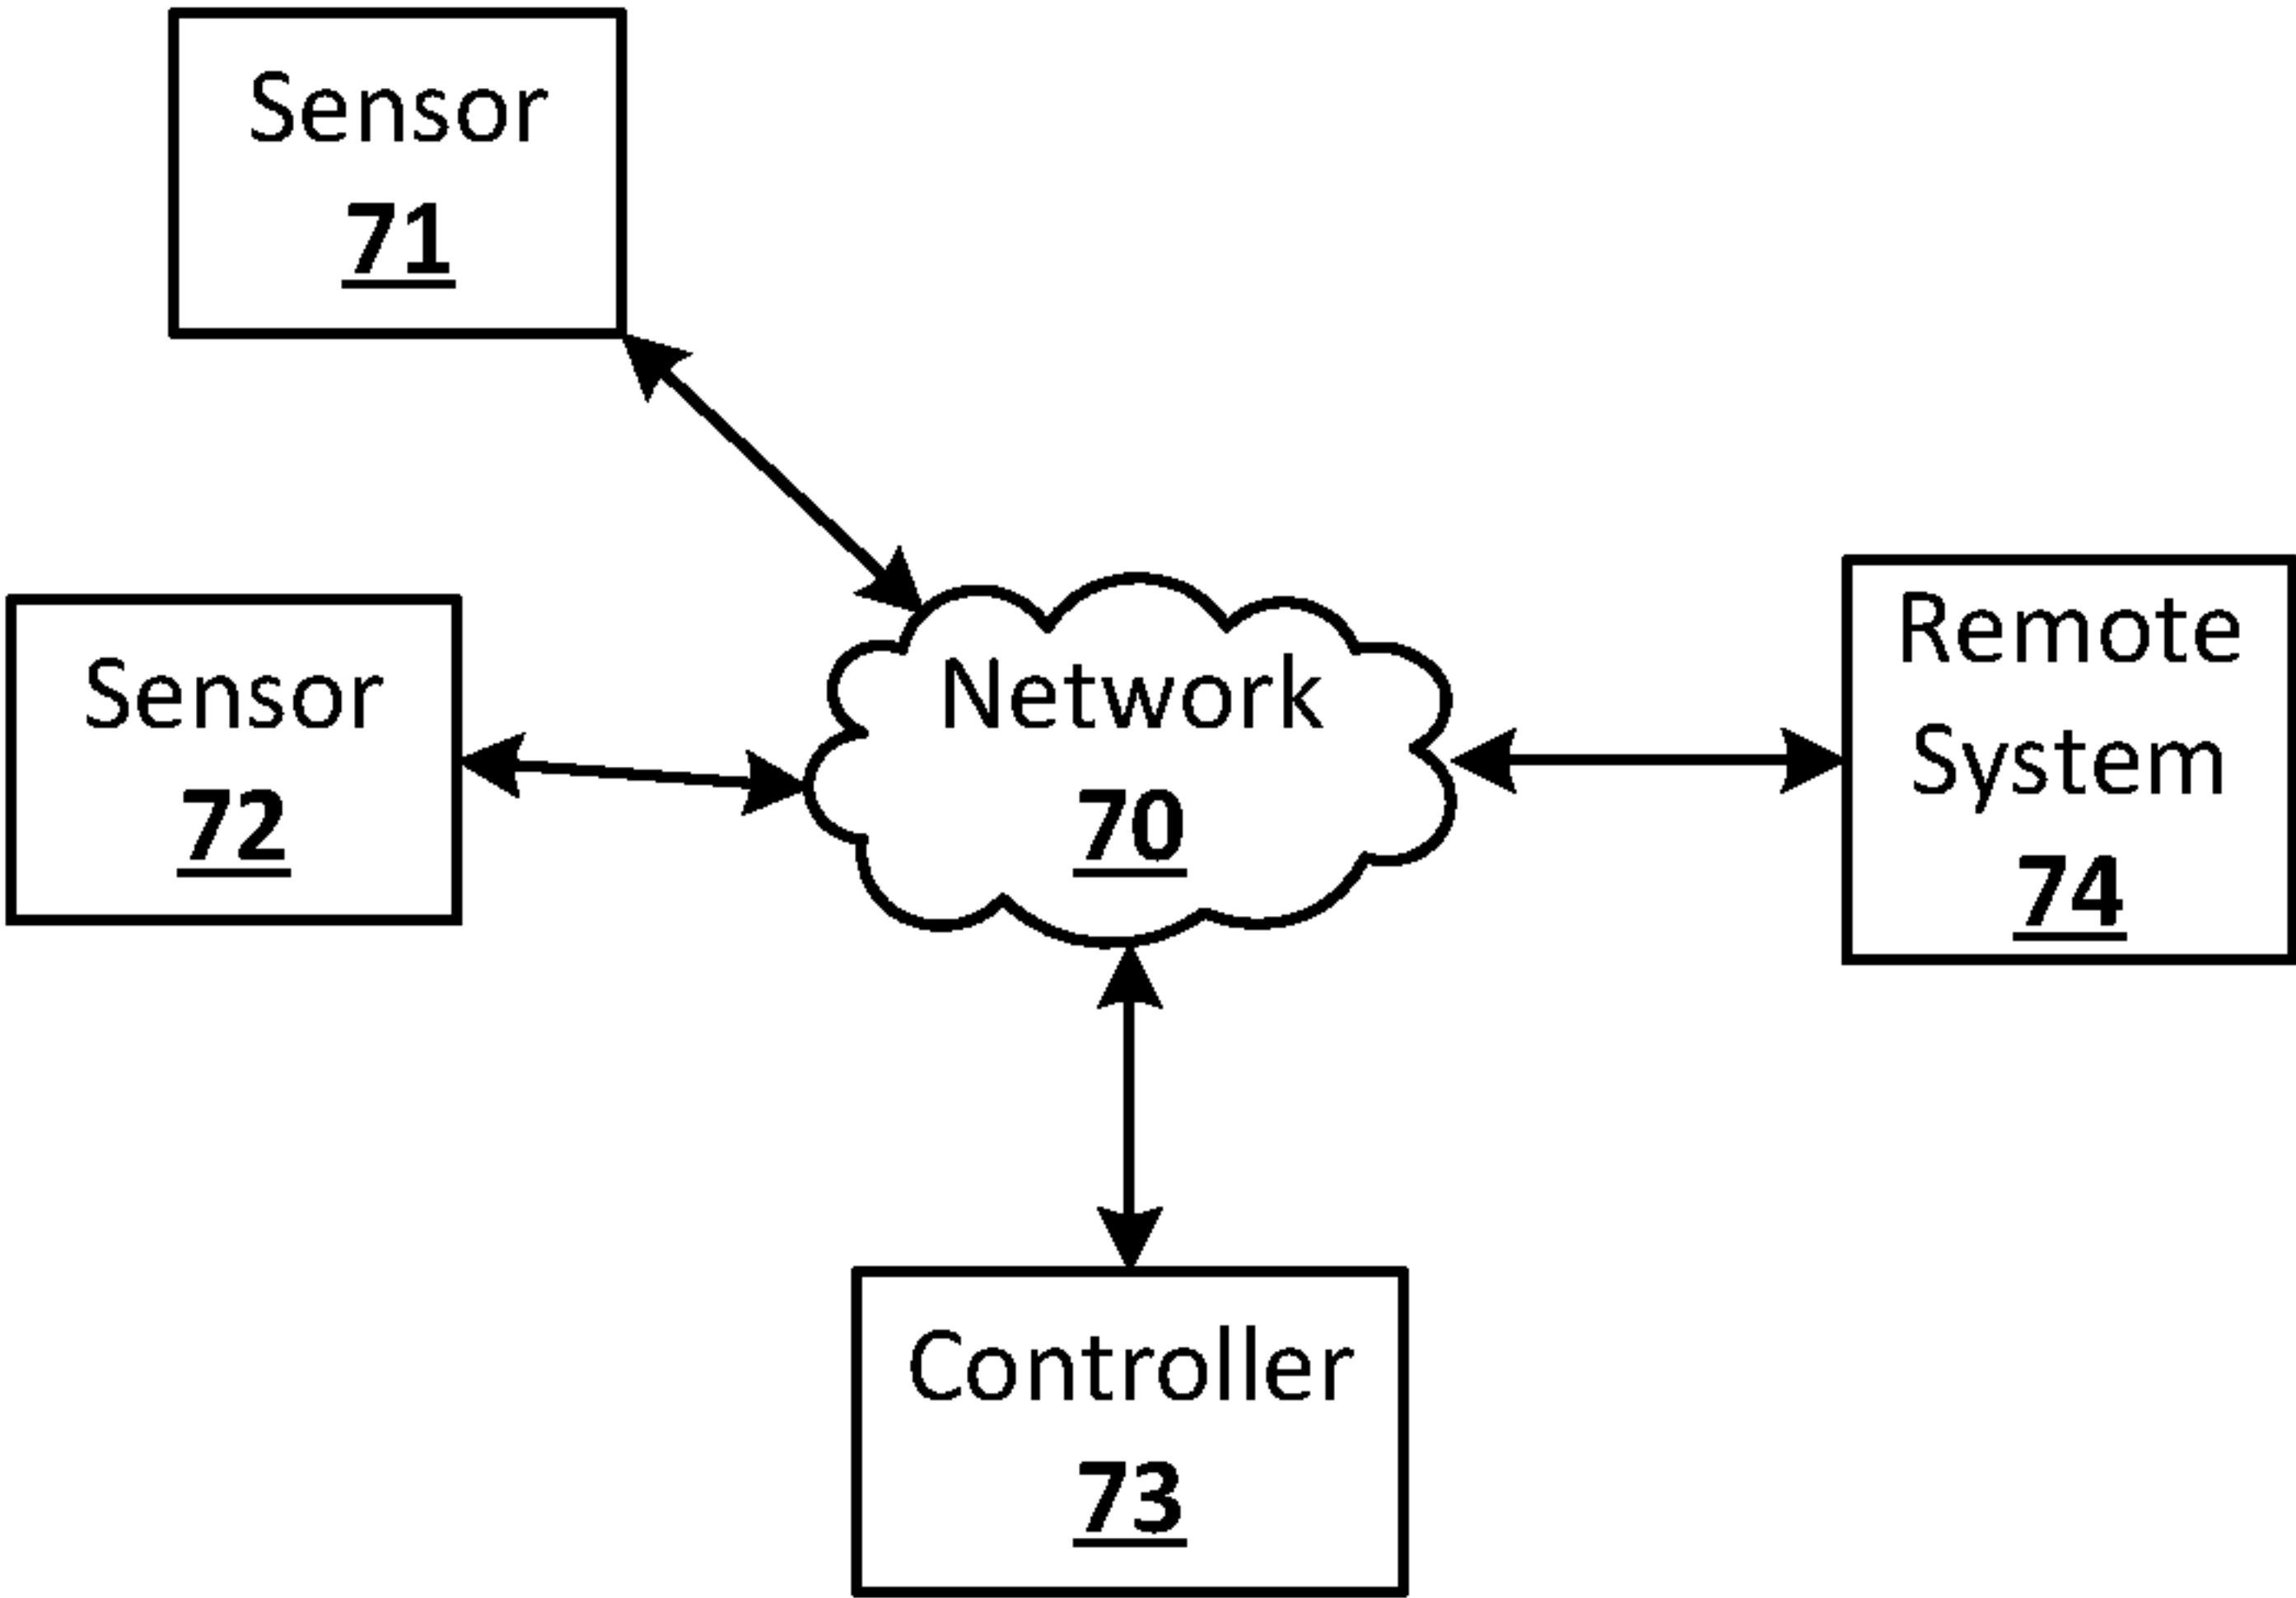 Sensor
71
Sensor
72
Network
70
Remote
System
74
Controller
73